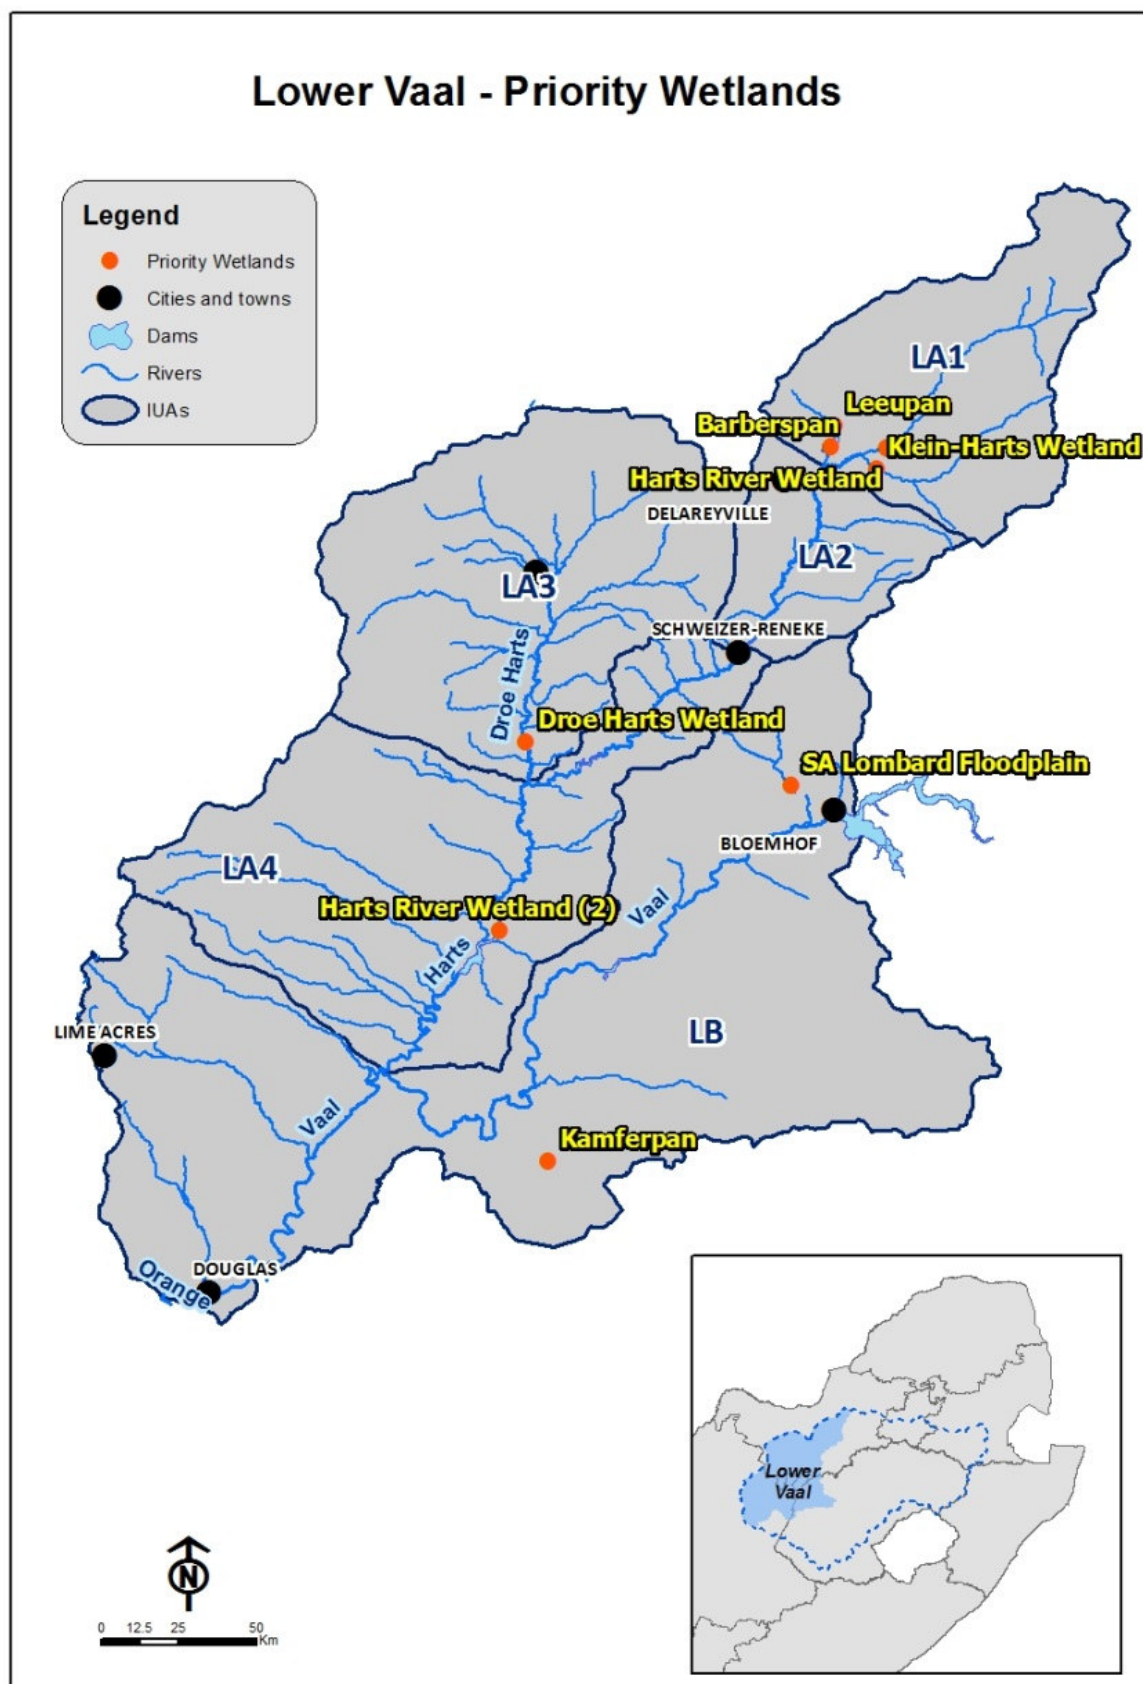 Lower Vaal - Priority Wetlands
Legend
Priority Wetlands
Cities and towns
Dams
Rivers
IUAs
LA1
Leeupan
Barberspan
Klein-Harts Wetland
Harts River Wetland
DELAREYVILLE
LA2
LA3
SCHWEIZER-RENEKE
Droe Harts
Droe Harts Wetland
SA Lombard Floodplain
BLOEMHOF
LA4
Harts River Wetland (2)
Vaal
Harts
LB
LIME ACRES
Vaal
Kamferpan
DOUGLAS
Orange
Lower
Vaal
N
0 12.5 25 50
Km